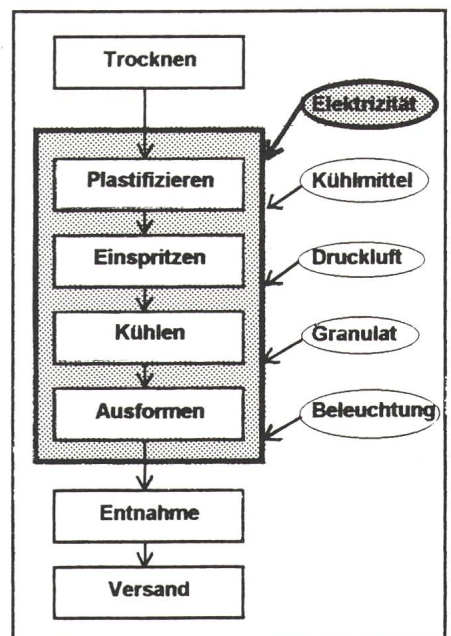 Trocknen
Elektrizität
Plastifizieren
Kühlmittel
Einspritzen
Druckluft
Kühlen
Granulat
Ausformen
Beleuchtung
Entnahme
Versand